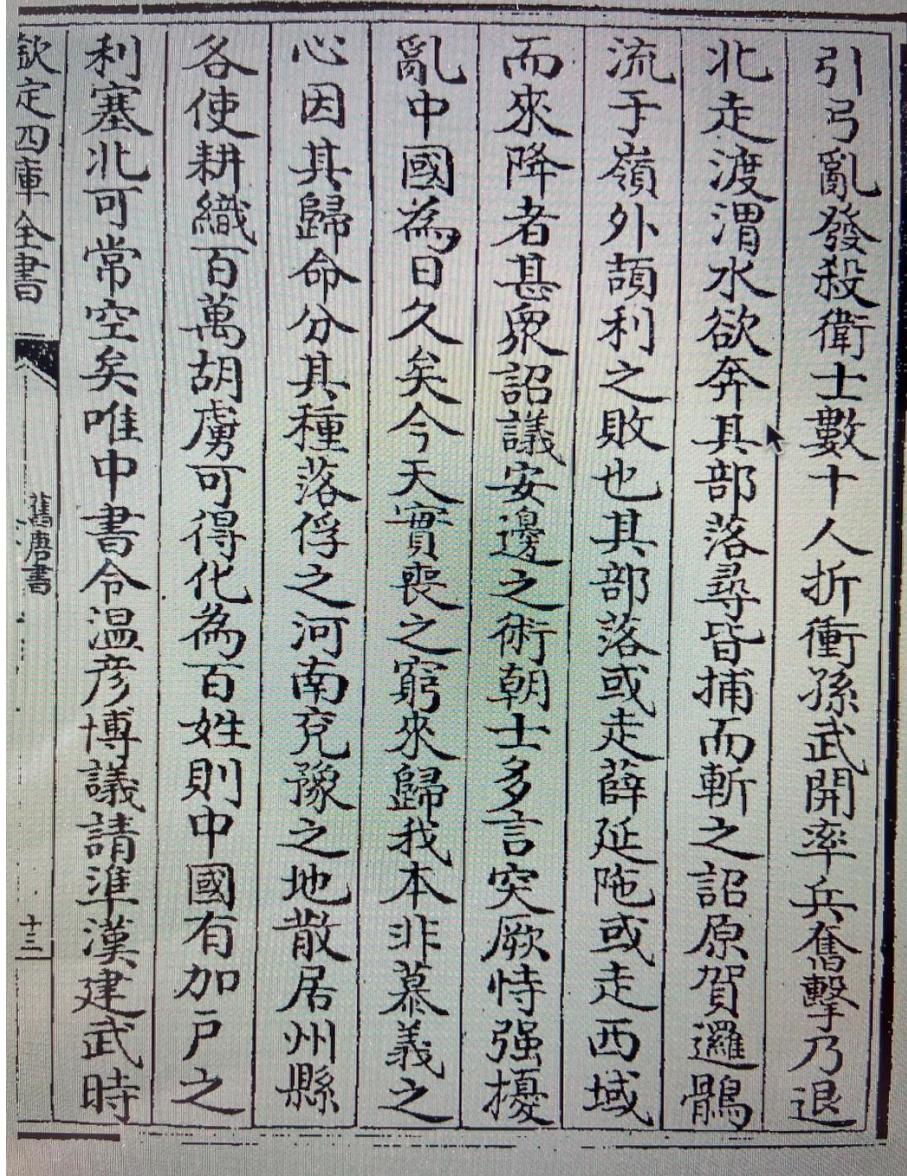 引弓亂發殺衛士數十人折衝孫武開率兵奮擊乃退
北走渡渭水欲奔其部落尋皆捕而斬之詔原賀邏鶻
流于嶺外頡利之敗也其部落或走薛延陁或走西域
而來降者甚衆詔議安邊之術朝士多言突厥恃强擾
亂中國為日久矣今天實喪之窮來歸我本非慕義之
心因其歸命分其種落俘之河南兖豫之地散居州縣
各使耕織百萬胡虜可得化為百姓則中國有加戶之
利塞北可常空矣唯中書令温彦博議請準漢建武時
欽定四庫全書
舊唐書
十三